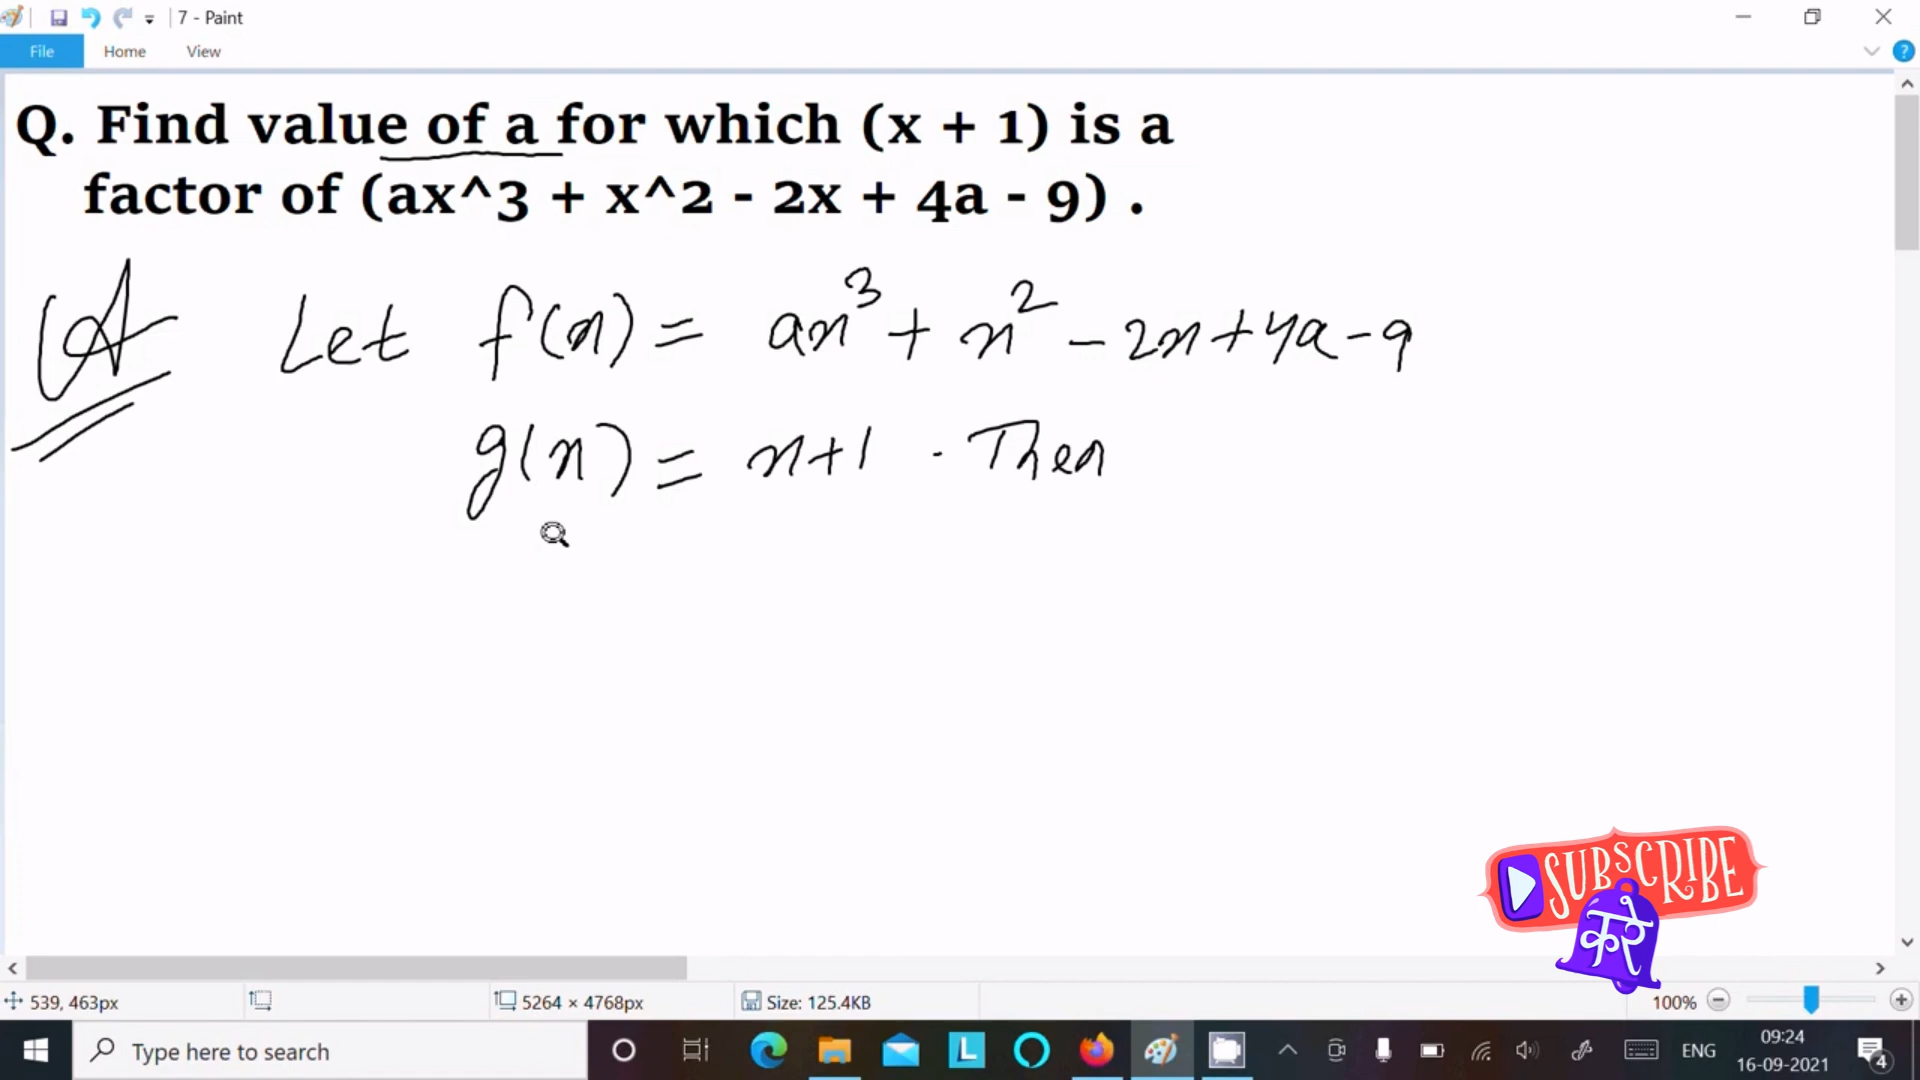 7 - Paint
File Home View
Q. Find value of a for which (x + 1) is a
factor of (ax^3 + x^2 - 2x + 4a - 9) .
(A Let f(x) = ax³ + x² - 2x + 4a - 9
g(x) = x+1 . Then
SUBSCRIBE
करे
539, 463px 5264 × 4768px Size: 125.4KB 100%
Type here to search L ENG 09:24
16-09-2021 4